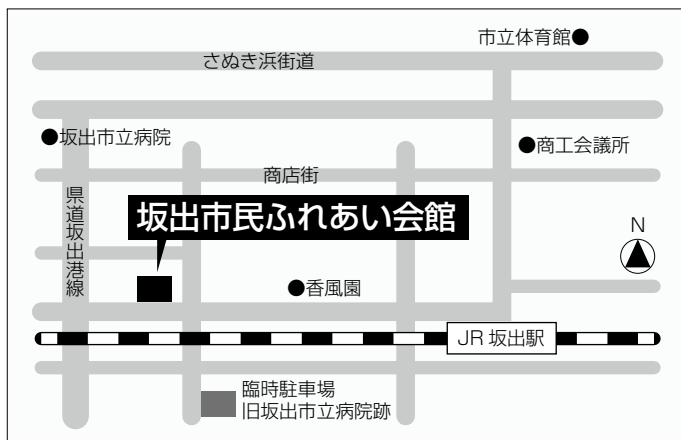 市立体育館●
さぬき浜街道
●坂出市立病院
●商工会議所
商店街
県道坂出港線
坂出市民ふれあい会館
N
●香風園
JR 坂出駅
臨時駐車場
旧坂出市立病院跡